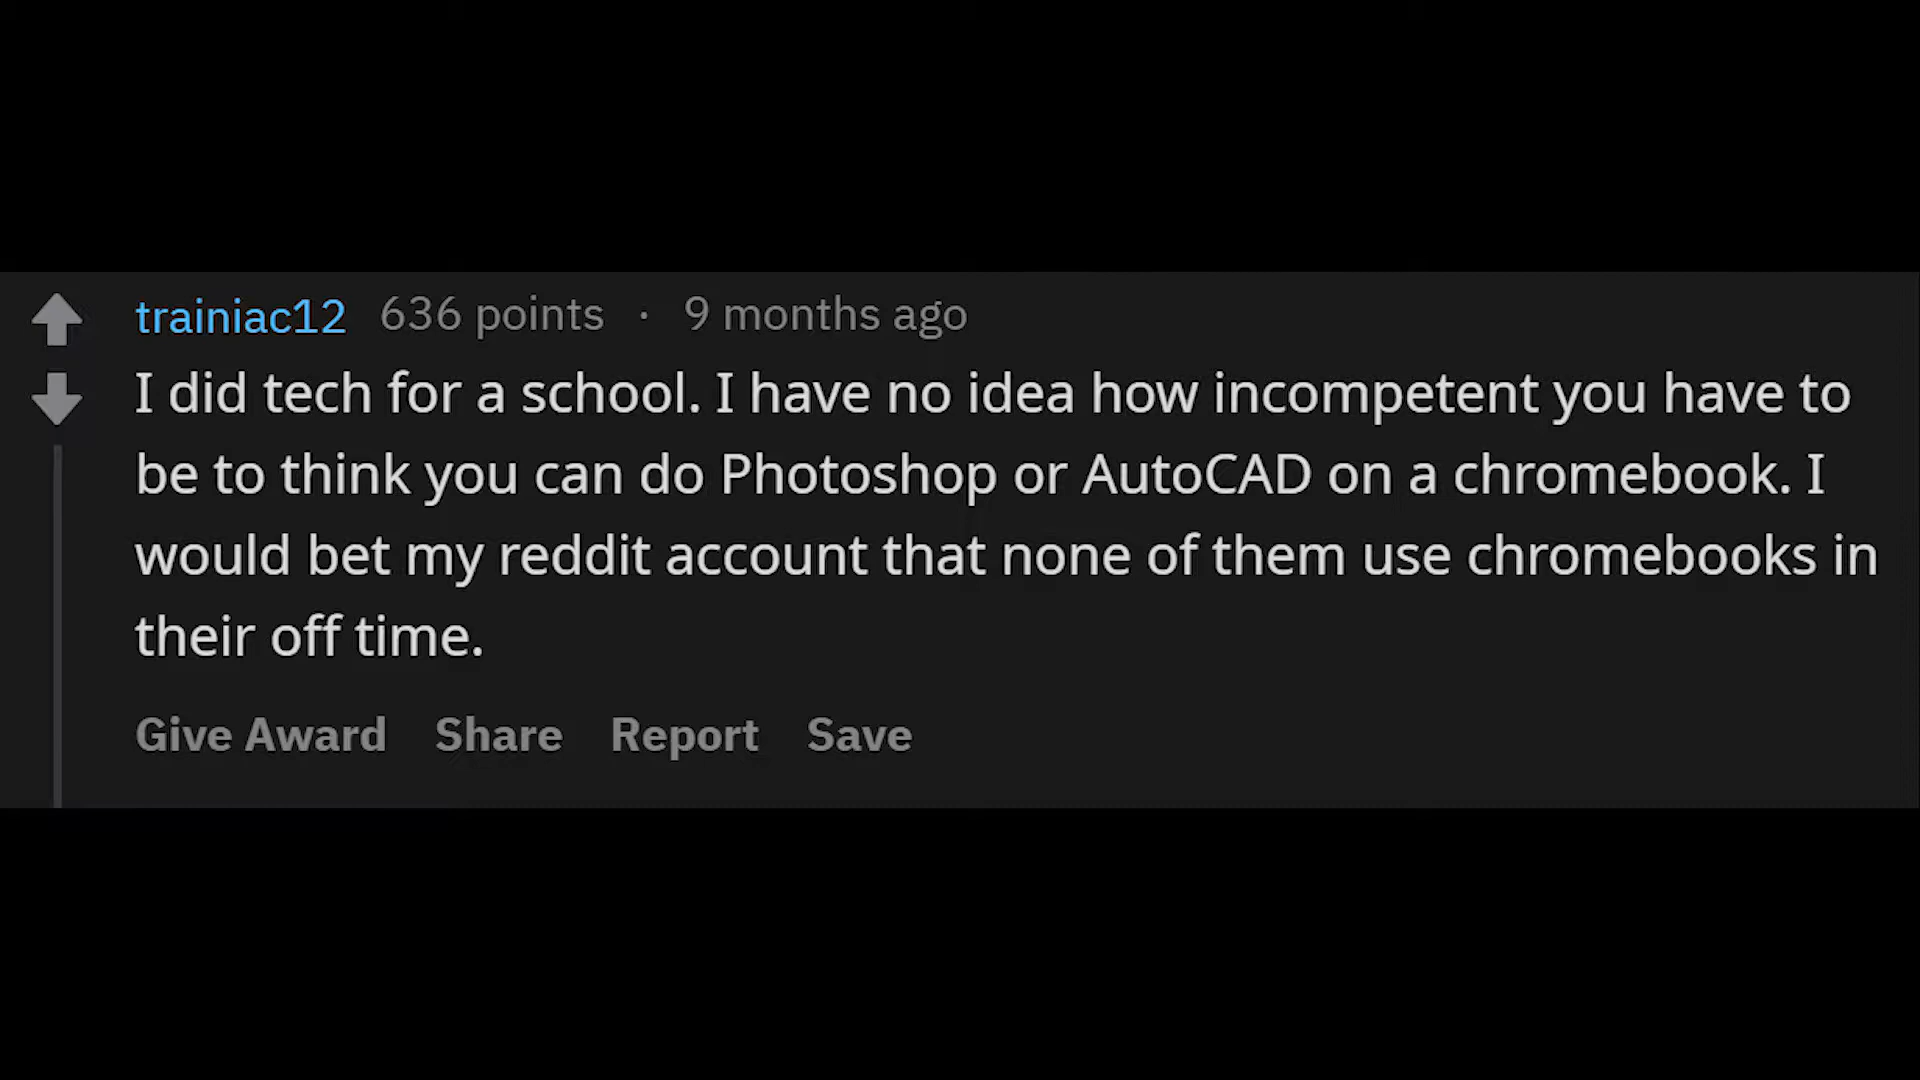 trainiac12 636 points · 9 months ago
I did tech for a school. I have no idea how incompetent you have to
be to think you can do Photoshop or AutoCAD on a chromebook. I
would bet my reddit account that none of them use chromebooks in
their off time.
Give Award Share Report Save